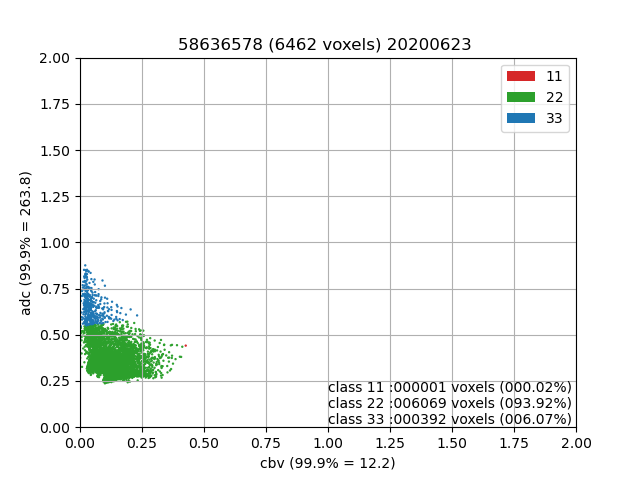 58636578 (6462 voxels) 20200623
2.00
1.75
1.50
1.25
1.00
0.75
0.50
0.25
0.00
adc (99.9% = 263.8)
11
22
33
class 11 :000001 voxels (000.02%)
class 22 :006069 voxels (093.92%)
class 33 :000392 voxels (006.07%)
0.00 0.25 0.50 0.75 1.00 1.25 1.50 1.75 2.00
cbv (99.9% = 12.2)